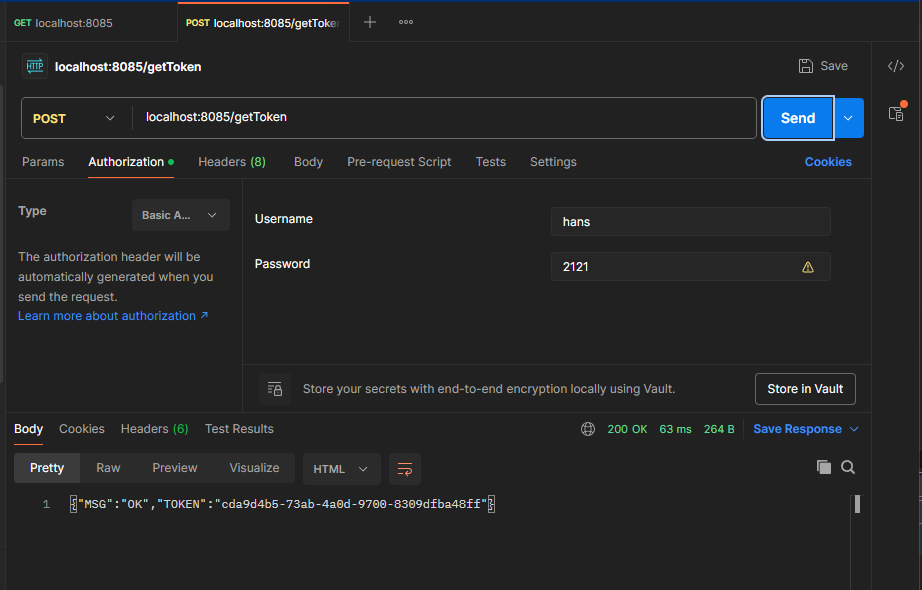 GET localhost:8085
POST localhost:8085/getToken
HTTP localhost:8085/getToken
Save
POST
localhost:8085/getToken
Send
Params
Authorization
Headers (8)
Body
Pre-request Script
Tests
Settings
Cookies
Type
Basic A...
The authorization header will be
automatically generated when you
send the request.
Learn more about authorization ↗
Username
hans
Password
2121
Store your secrets with end-to-end encryption locally using Vault.
Store in Vault
Body
Cookies
Headers (6)
Test Results
200 OK
63 ms
264 B
Save Response
Pretty
Raw
Preview
Visualize
HTML
1
{"MSG":"OK","TOKEN":"cda9d4b5-73ab-4a0d-9700-8309dfba48ff"}